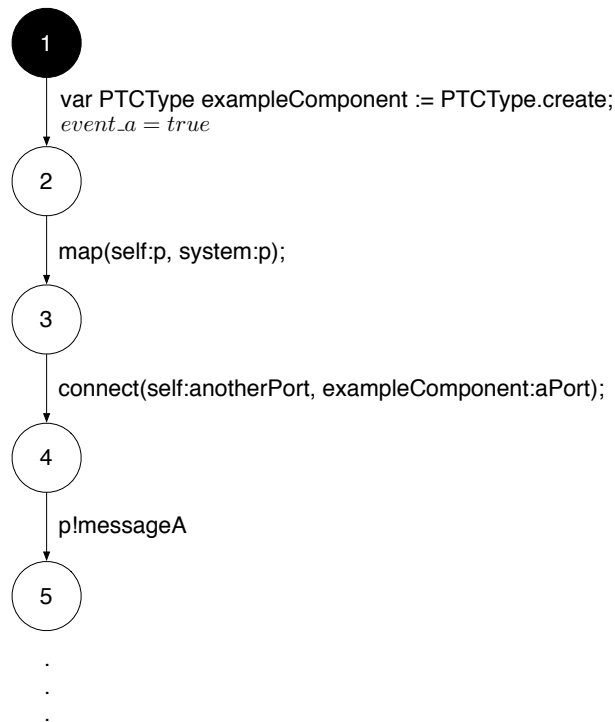 1
var PTCType exampleComponent := PTCType.create;
event_a = true
2
map(self:p, system:p);
3
connect(self:anotherPort, exampleComponent:aPort);
4
p!messageA
5
.
.
.